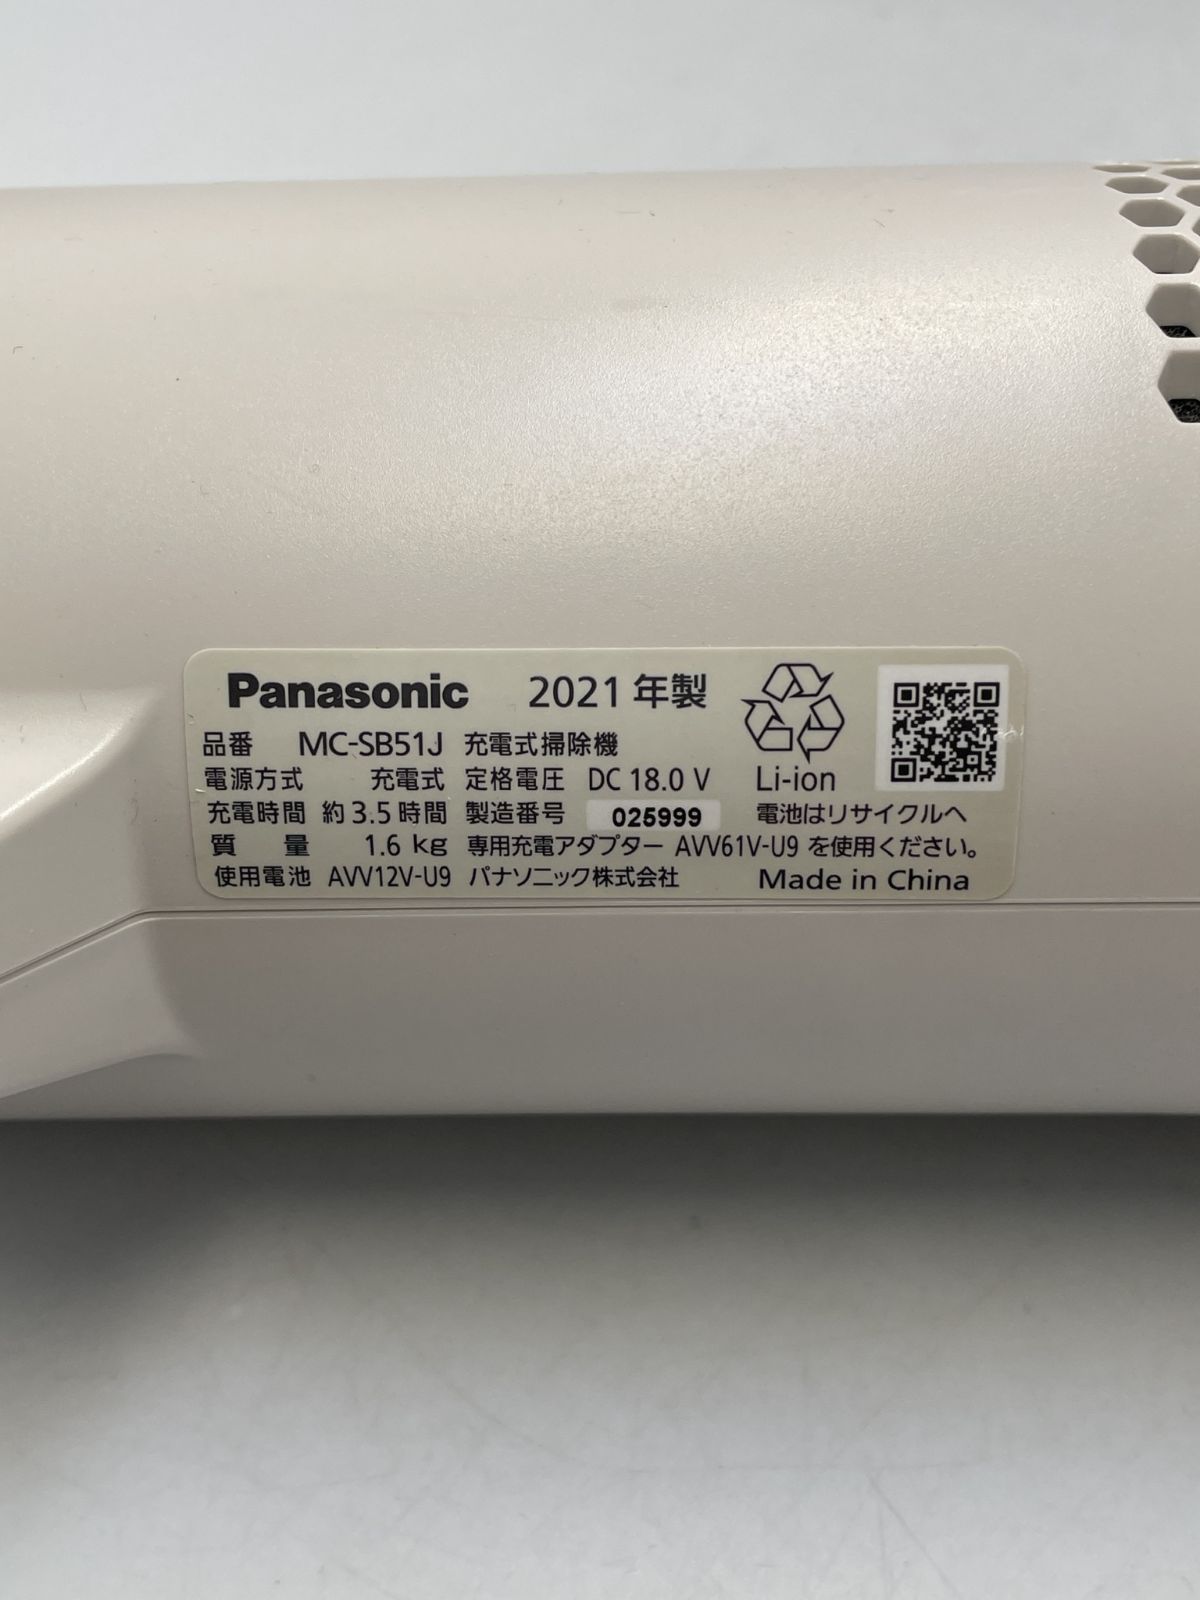 Panasonic 2021年製
品番 MC-SB51J 充電式掃除機
電源方式 充電式 定格電圧 DC 18.0 V Li-ion
充電時間 約3.5時間 製造番号 025999 電池はリサイクルへ
質量 1.6 kg 専用充電アダプター AVV61V-U9 を使用ください。
使用電池 AVV12V-U9 パナソニック株式会社 Made in China